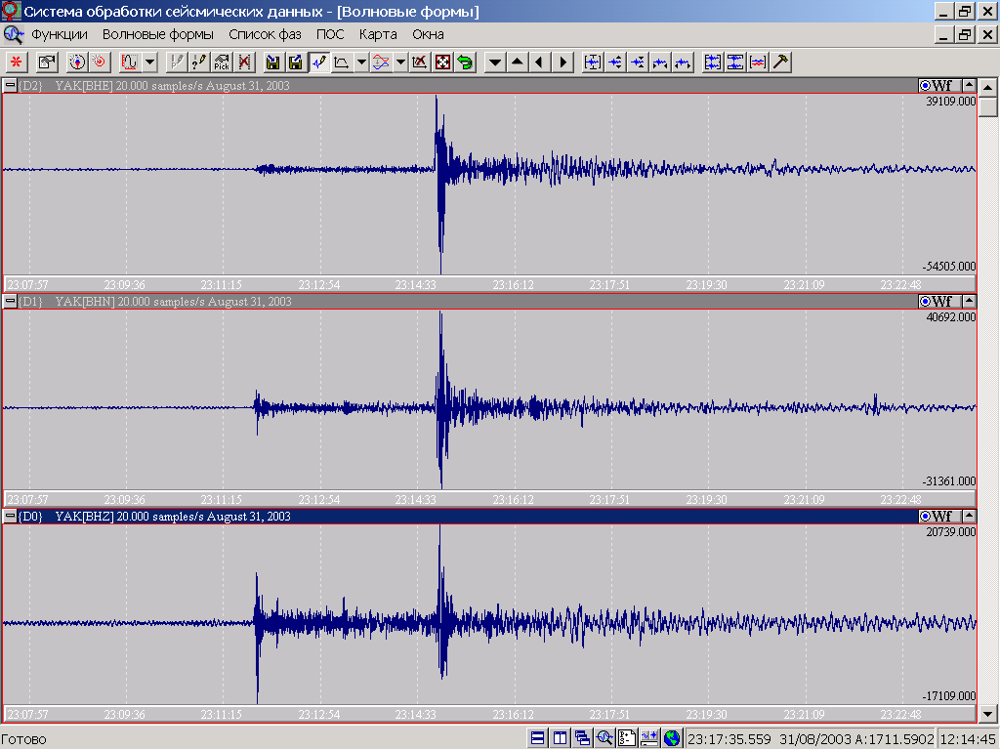 Система обработки сейсмических данных - [Волновые формы]
Функции Волновые формы Список фаз ПОС Карта Окна
Pick
{D2} YAK[BHE] 20.000 samples/s August 31, 2003 Wf
39109.000
-54505.000
23:07:57 23:09:36 23:11:15 23:12:54 23:14:33 23:16:12 23:17:51 23:19:30 23:21:09 23:22:48
{D1} YAK[BHN] 20.000 samples/s August 31, 2003 Wf
40692.000
-31361.000
23:07:57 23:09:36 23:11:15 23:12:54 23:14:33 23:16:12 23:17:51 23:19:30 23:21:09 23:22:48
{D0} YAK[BHZ] 20.000 samples/s August 31, 2003 Wf
20739.000
-17109.000
23:07:57 23:09:36 23:11:15 23:12:54 23:14:33 23:16:12 23:17:51 23:19:30 23:21:09 23:22:48
Готово 23:17:35.559 31/08/2003 A:1711.5902 12:14:45